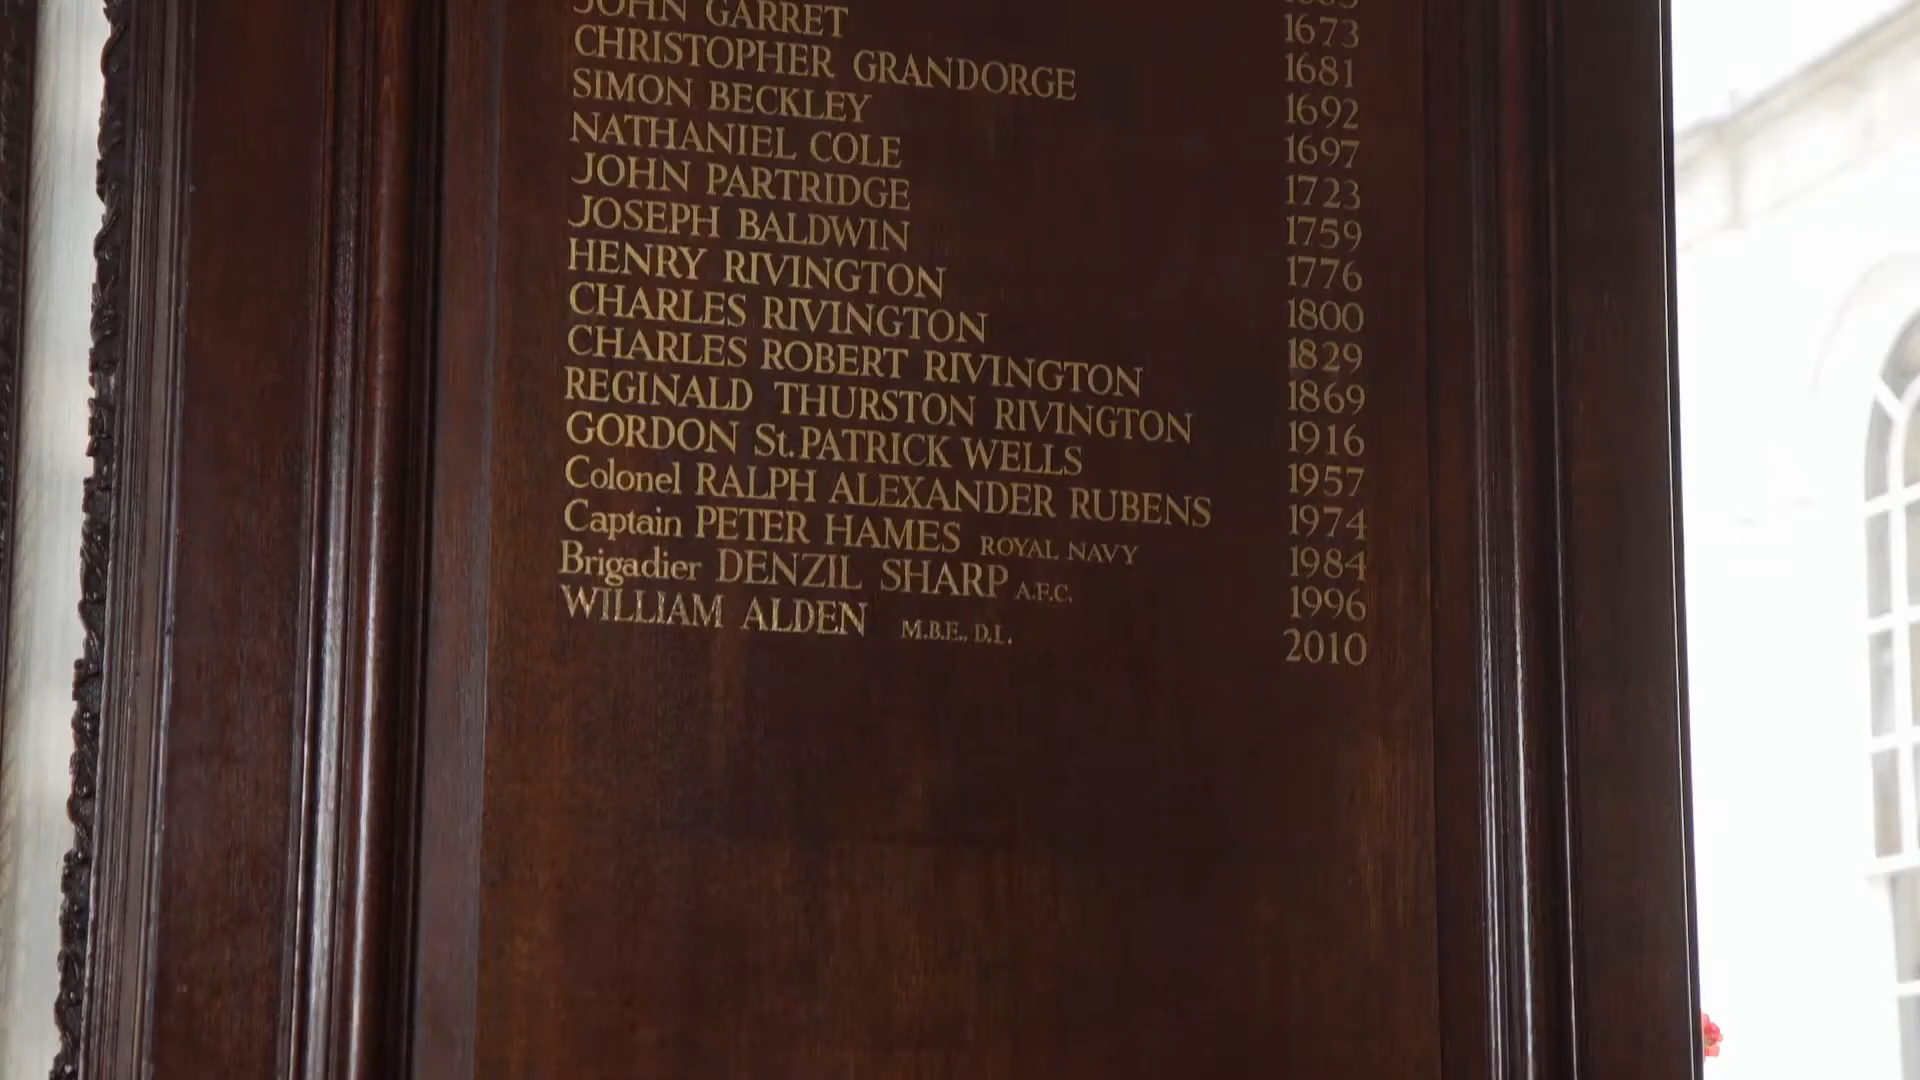 1673
JOHN GARRET 1681
CHRISTOPHER GRANDORGE 1692
SIMON BECKLEY 1697
NATHANIEL COLE 1723
JOHN PARTRIDGE 1759
JOSEPH BALDWIN 1776
HENRY RIVINGTON 1800
CHARLES RIVINGTON 1829
CHARLES ROBERT RIVINGTON 1869
REGINALD THURSTON RIVINGTON 1916
GORDON St. PATRICK WELLS 1957
Colonel RALPH ALEXANDER RUBENS 1974
Captain PETER HAMES ROYAL NAVY 1984
Brigadier DENZIL SHARP A.F.C. 1996
WILLIAM ALDEN M.B.E., D.L. 2010